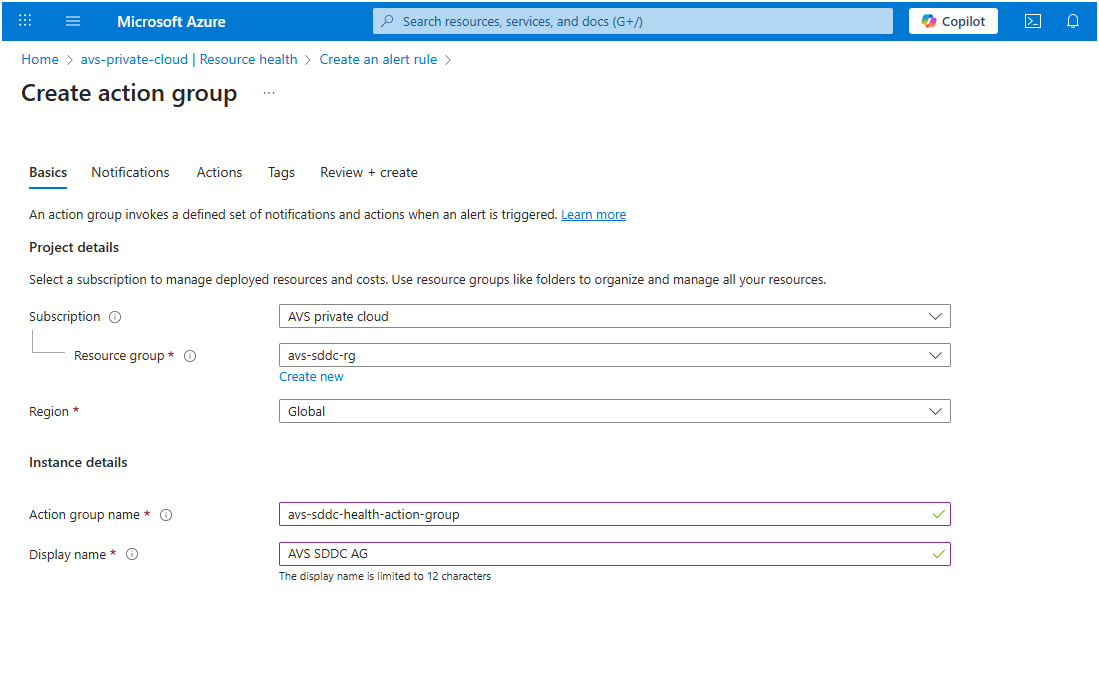 Microsoft Azure Search resources, services, and docs (G+/) Copilot
Home > avs-private-cloud | Resource health > Create an alert rule >
Create action group ...
Basics Notifications Actions Tags Review + create
An action group invokes a defined set of notifications and actions when an alert is triggered. Learn more
Project details
Select a subscription to manage deployed resources and costs. Use resource groups like folders to organize and manage all your resources.
Subscription AVS private cloud
Resource group * avs-sddc-rg
Create new
Region * Global
Instance details
Action group name * avs-sddc-health-action-group
Display name * AVS SDDC AG
The display name is limited to 12 characters